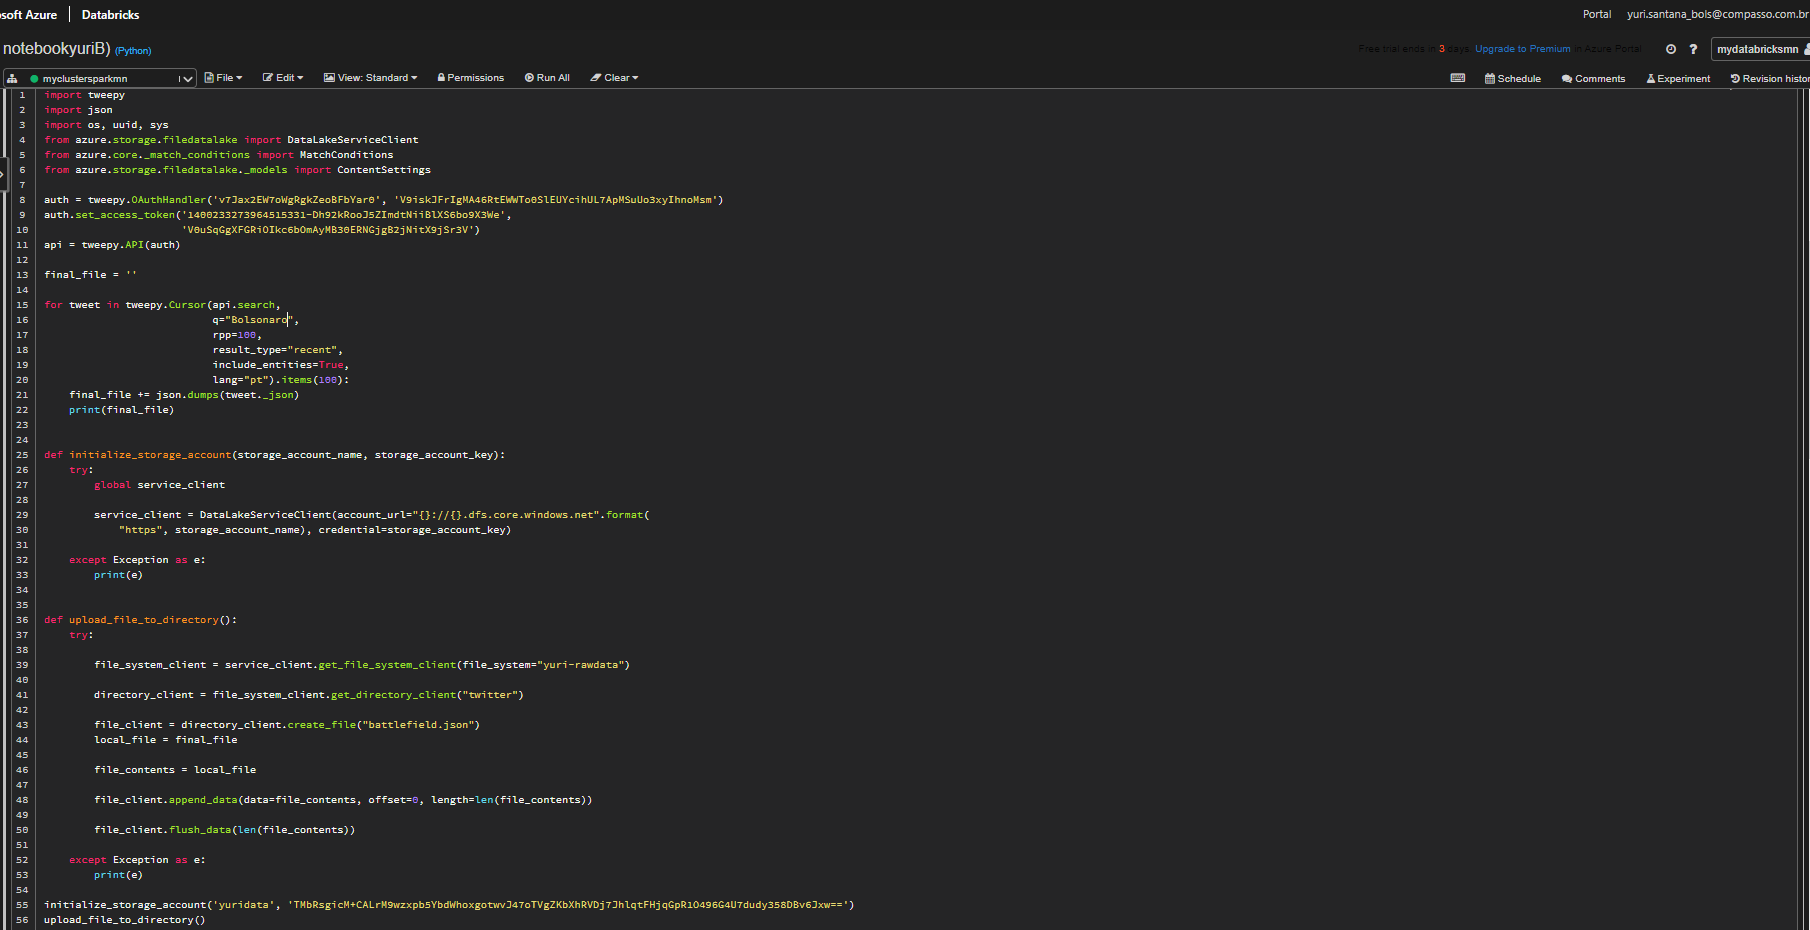 soft Azure | Databricks
Portal yuri.santana_bols@compasso.com.br
notebookyuriB) (Python)
Free trial ends in 3 days. Upgrade to Premium in Azure Portal
? mydatabricksmn
myclustersparkmn File Edit View: Standard Permissions Run All Clear
Schedule Comments Experiment Revision histor
1 import tweepy
2 import json
3 import os, uuid, sys
4 from azure.storage.filedatalake import DataLakeServiceClient
5 from azure.core._match_conditions import MatchConditions
6 from azure.storage.filedatalake._models import ContentSettings
7
8 auth = tweepy.OAuthHandler('v7Jax2EW7oWgRgkZeoBFbYar0', 'V9iskJFrIgMA46RtEWWTo0SlEUYcihUL7ApMSuUo3xyIhnoMsm')
9 auth.set_access_token('1400233273964515331-Dh92kRooJ5ZImdtNiiBlXS6bo9X3We',
10 'V0uSqGgXFGRiOIkc6bOmAyMB30ERNGjgB2jNitX9jSr3V')
11 api = tweepy.API(auth)
12
13 final_file = ''
14
15 for tweet in tweepy.Cursor(api.search,
16 q="Bolsonaro",
17 rpp=100,
18 result_type="recent",
19 include_entities=True,
20 lang="pt").items(100):
21 final_file += json.dumps(tweet._json)
22 print(final_file)
23
24
25 def initialize_storage_account(storage_account_name, storage_account_key):
26 try:
27 global service_client
28
29 service_client = DataLakeServiceClient(account_url="{}://{}.dfs.core.windows.net".format(
30 "https", storage_account_name), credential=storage_account_key)
31
32 except Exception as e:
33 print(e)
34
35
36 def upload_file_to_directory():
37 try:
38
39 file_system_client = service_client.get_file_system_client(file_system="yuri-rawdata")
40
41 directory_client = file_system_client.get_directory_client("twitter")
42
43 file_client = directory_client.create_file("battlefield.json")
44 local_file = final_file
45
46 file_contents = local_file
47
48 file_client.append_data(data=file_contents, offset=0, length=len(file_contents))
49
50 file_client.flush_data(len(file_contents))
51
52 except Exception as e:
53 print(e)
54
55 initialize_storage_account('yuridata', 'TMbRsgicM+CALrM9wzxpb5YbdWhoxgotwvJ47oTVgZKbXhRVDj7JhlqtFHjqGpR1O496G4U7dudy358DBv6Jxw==')
56 upload_file_to_directory()